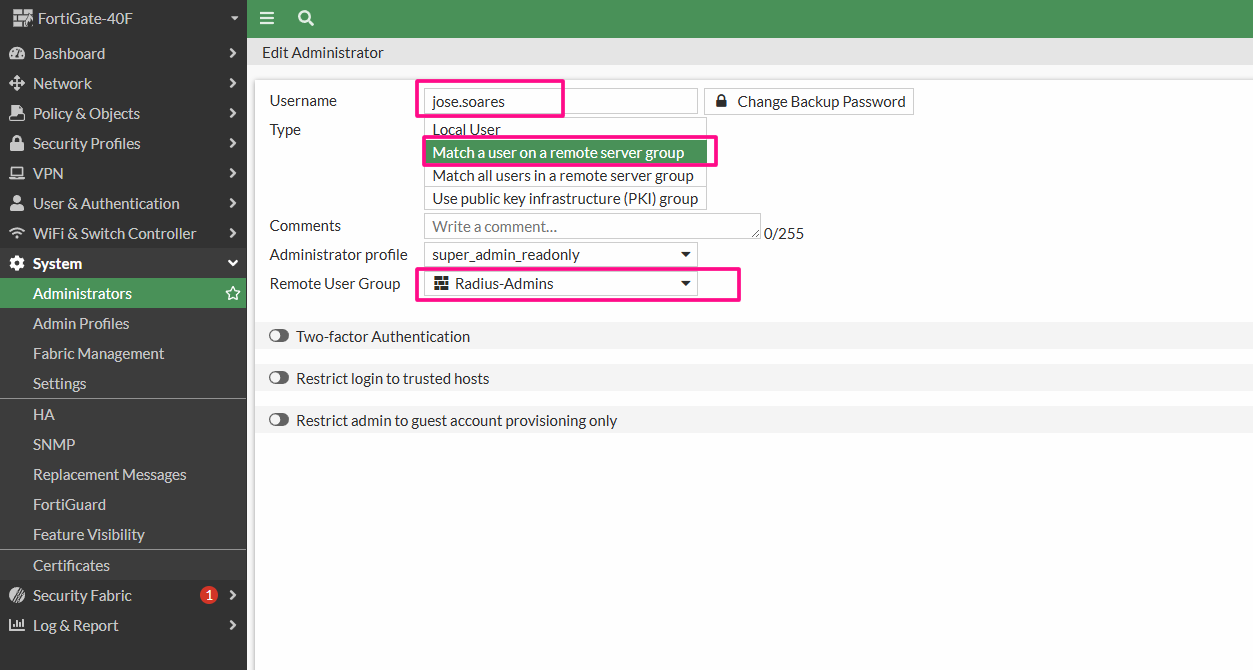 FortiGate-40F
Dashboard
Network
Policy & Objects
Security Profiles
VPN
User & Authentication
WiFi & Switch Controller
System
Administrators
Admin Profiles
Fabric Management
Settings
HA
SNMP
Replacement Messages
FortiGuard
Feature Visibility
Certificates
Security Fabric 1
Log & Report
Edit Administrator
Username jose.soares Change Backup Password
Type Local User
Match a user on a remote server group
Match all users in a remote server group
Use public key infrastructure (PKI) group
Comments Write a comment... 0/255
Administrator profile super_admin_readonly
Remote User Group Radius-Admins
Two-factor Authentication
Restrict login to trusted hosts
Restrict admin to guest account provisioning only